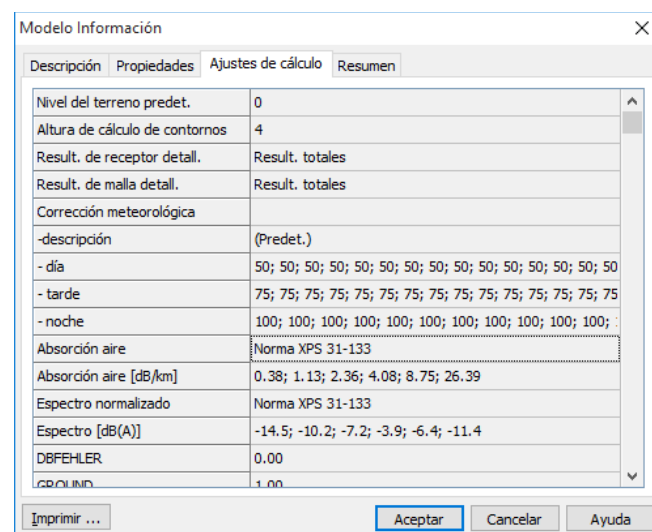 Modelo Información
Descripción Propiedades Ajustes de cálculo Resumen
Nivel del terreno predet. 0
Altura de cálculo de contornos 4
Result. de receptor detall. Result. totales
Result. de malla detall. Result. totales
Corrección meteorológica
-descripción (Predet.)
- día 50; 50; 50; 50; 50; 50; 50; 50; 50; 50; 50; 50; 50; 50; 50
- tarde 75; 75; 75; 75; 75; 75; 75; 75; 75; 75; 75; 75; 75; 75; 75
- noche 100; 100; 100; 100; 100; 100; 100; 100; 100; 100; 100;
Absorción aire Norma XPS 31-133
Absorción aire [dB/km] 0.38; 1.13; 2.36; 4.08; 8.75; 26.39
Espectro normalizado Norma XPS 31-133
Espectro [dB(A)] -14.5; -10.2; -7.2; -3.9; -6.4; -11.4
DBFEHLER 0.00
GROUND 1.00
Imprimir ... Aceptar Cancelar Ayuda